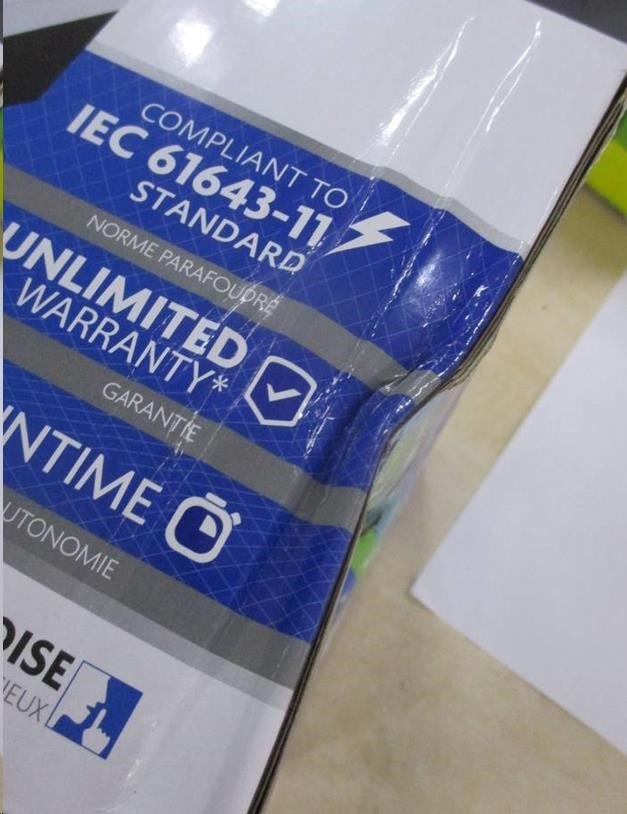 COMPLIANT TO
IEC 61643-11
STANDARD
NORME PARAFOUDRE
UNLIMITED
WARRANTY*
GARANTIE
NTIME
UTONOMIE
OISE
IEUX